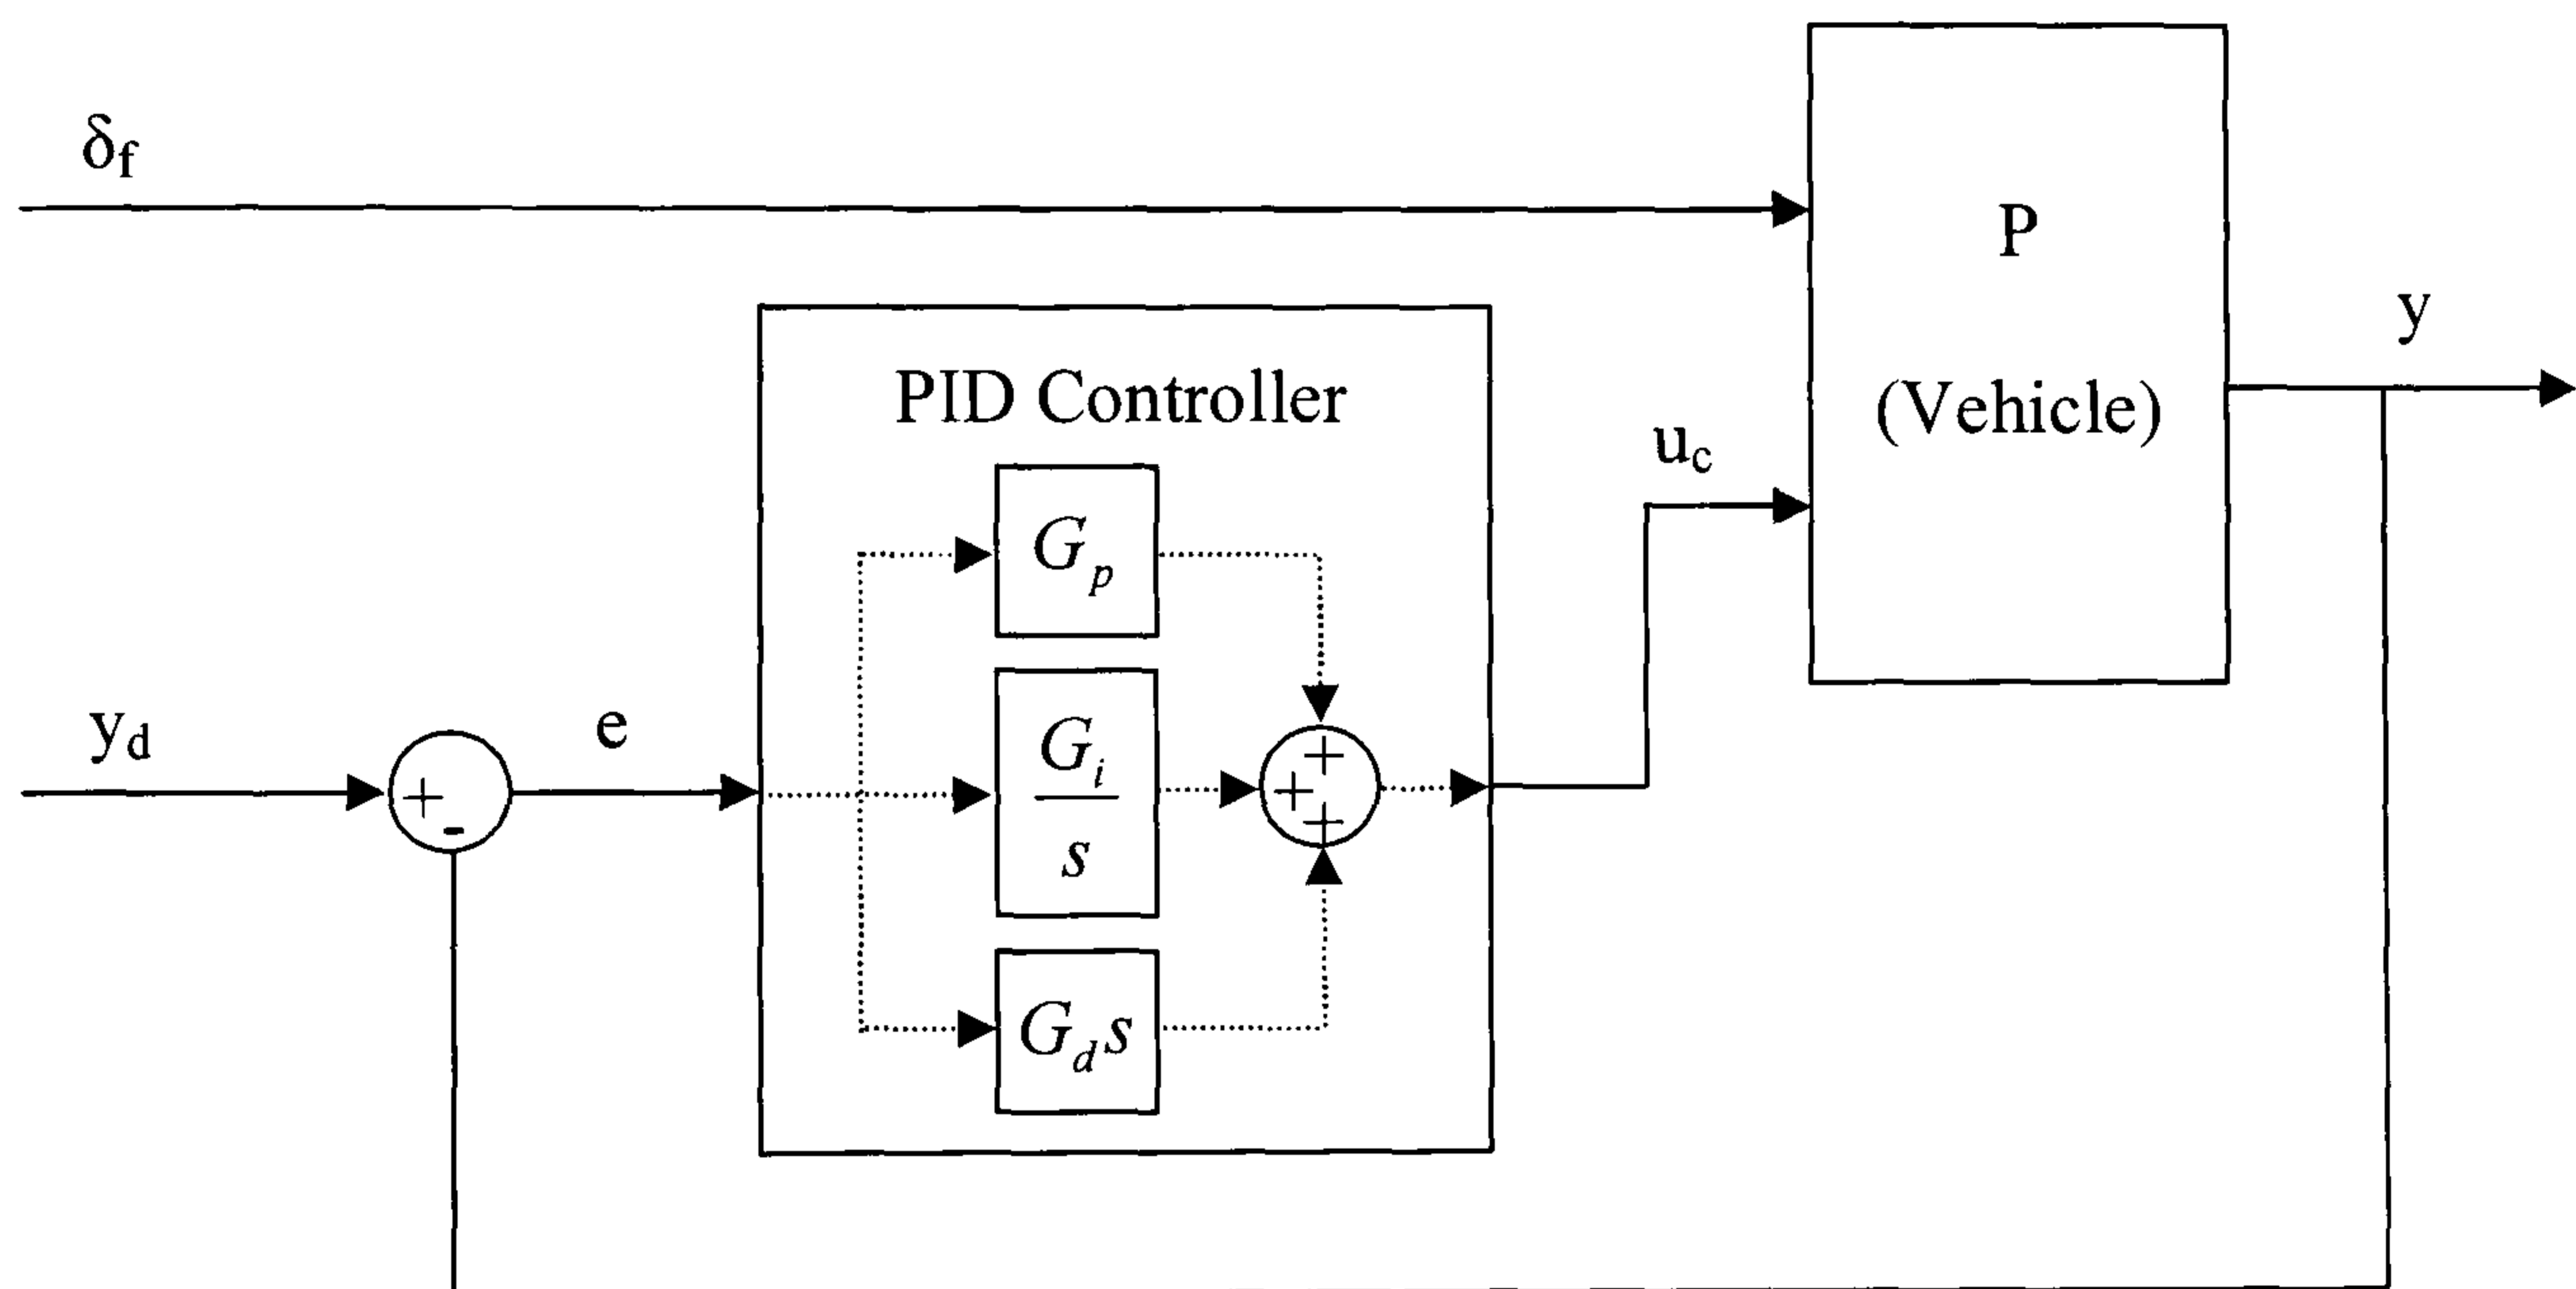 δf
P
(Vehicle)
y
PID Controller
uc
Gp
yd
e
+
-
Gi
s
+
+
+
Gds